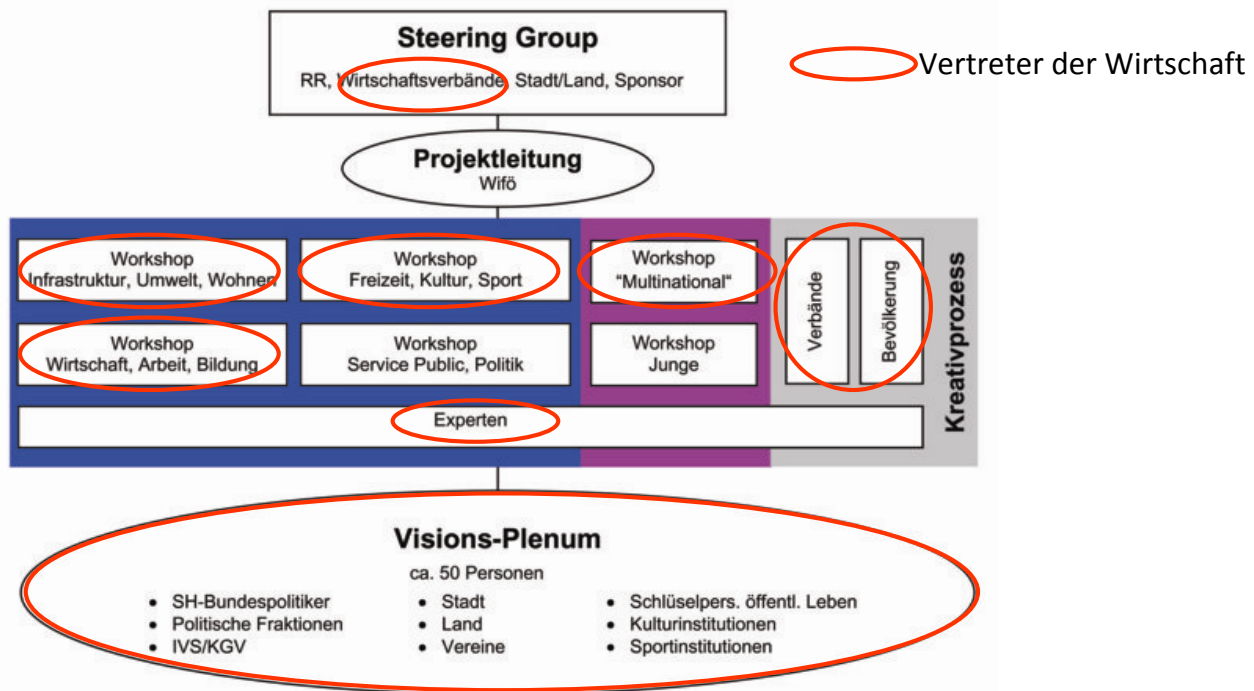 Steering Group
RR, Wirtschaftsverbände, Stadt/Land, Sponsor
Vertreter der Wirtschaft
Projektleitung
Wifö
Workshop
Infrastruktur, Umwelt, Wohnen
Workshop
Freizeit, Kultur, Sport
Workshop
"Multinational"
Verbände
Bevölkerung
Kreativprozess
Workshop
Wirtschaft, Arbeit, Bildung
Workshop
Service Public, Politik
Workshop
Junge
Experten
Visions-Plenum
ca. 50 Personen
• SH-Bundespolitiker
• Politische Fraktionen
• IVS/KGV
• Stadt
• Land
• Vereine
• Schlüselpers. öffentl. Leben
• Kulturinstitutionen
• Sportinstitutionen